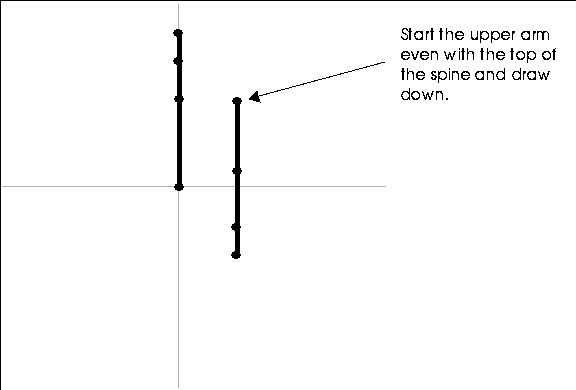 Start the upper arm
even with the top of
the spine and draw
down.